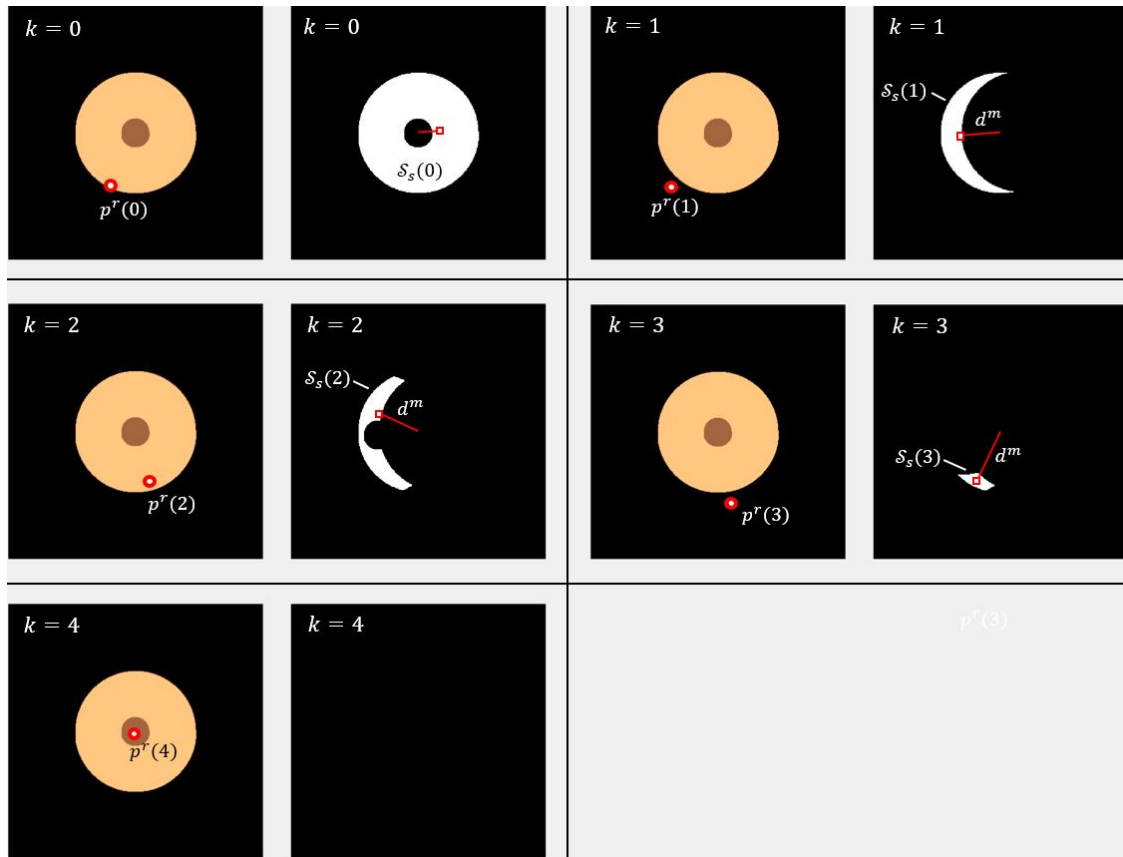 k = 0
p^r(0)
k = 0
𝒮_s(0)
k = 1
p^r(1)
k = 1
𝒮_s(1)
d^m
k = 2
p^r(2)
k = 2
𝒮_s(2)
d^m
k = 3
p^r(3)
k = 3
𝒮_s(3)
d^m
k = 4
p^r(4)
k = 4
p^r(3)